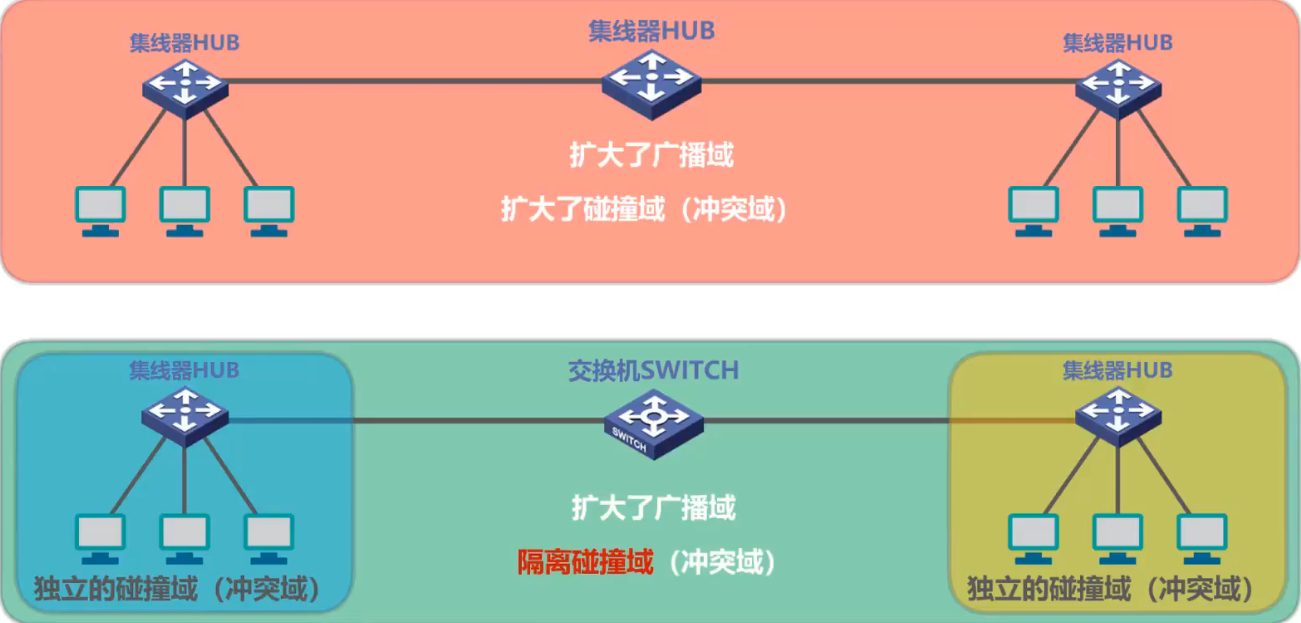 集线器HUB
集线器HUB
集线器HUB
扩大了广播域
扩大了碰撞域（冲突域）
集线器HUB
交换机SWITCH
集线器HUB
SWITCH
扩大了广播域
隔离碰撞域（冲突域）
独立的碰撞域（冲突域）
独立的碰撞域（冲突域）